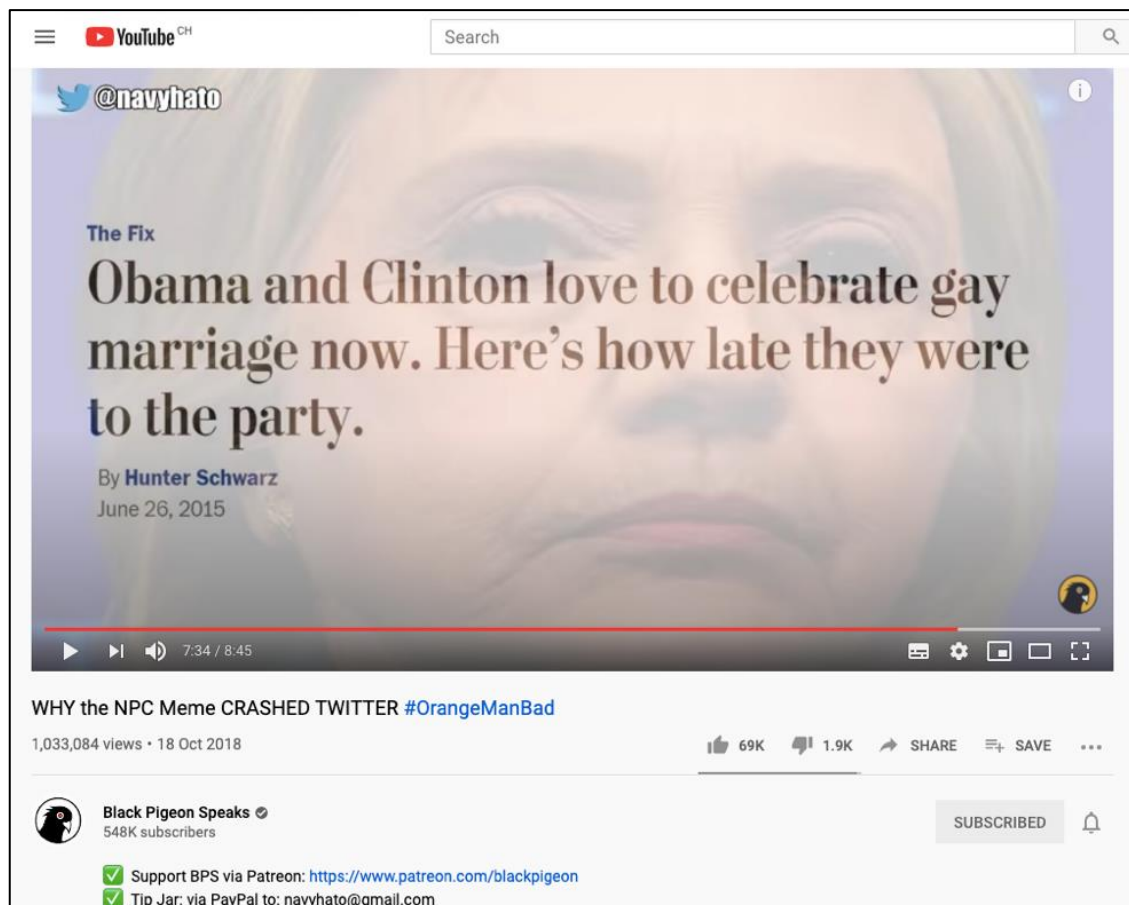 YouTube CH
Search
@navyhato
The Fix
Obama and Clinton love to celebrate gay
marriage now. Here's how late they were
to the party.
By Hunter Schwarz
June 26, 2015
7:34 / 8:45
WHY the NPC Meme CRASHED TWITTER #OrangeManBad
1,033,084 views • 18 Oct 2018
69K 1.9K SHARE SAVE
Black Pigeon Speaks
548K subscribers
SUBSCRIBED
Support BPS via Patreon: https://www.patreon.com/blackpigeon
Tip Jar: via PayPal to: navyhato@gmail.com